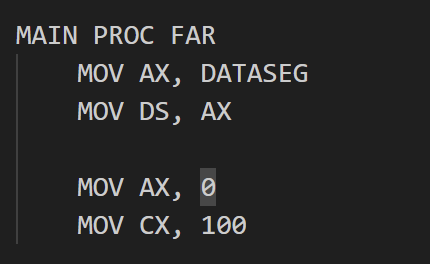 MAIN PROC FAR
MOV AX, DATASEG
MOV DS, AX
MOV AX, 0
MOV CX, 100